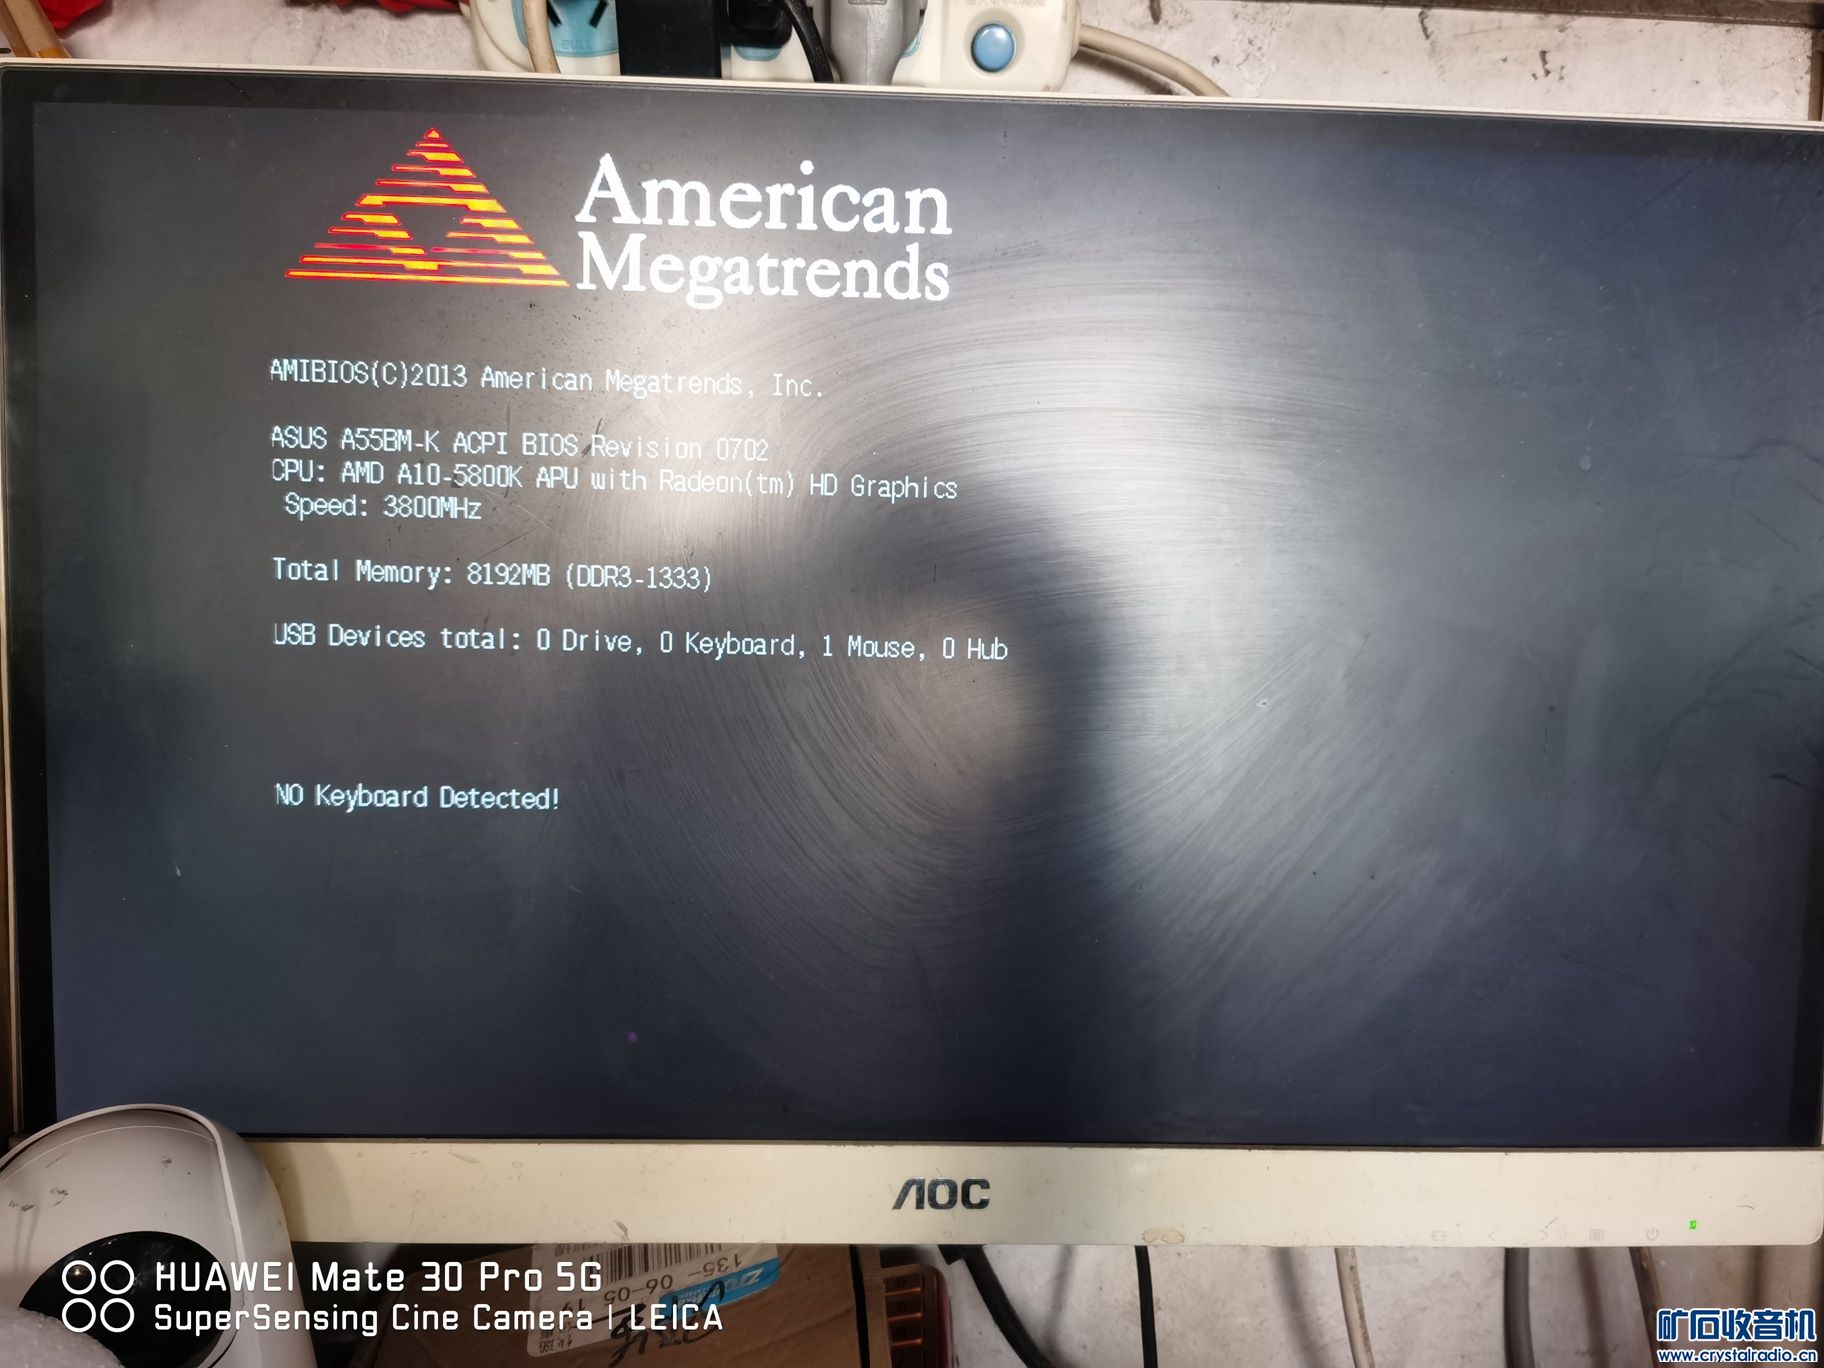 American
Megatrends
AMIBIOS(C)2013 American Megatrends, Inc.
ASUS A55BM-K ACPI BIOS Revision 0702
CPU: AMD A10-5800K APU with Radeon(tm) HD Graphics
Speed: 3800MHz
Total Memory: 8192MB (DDR3-1333)
USB Devices total: 0 Drive, 0 Keyboard, 1 Mouse, 0 Hub
NO Keyboard Detected!
AOC
HUAWEI Mate 30 Pro 5G
SuperSensing Cine Camera | LEICA
135-
06-05
矿石收音机
www.crystalradio.cn